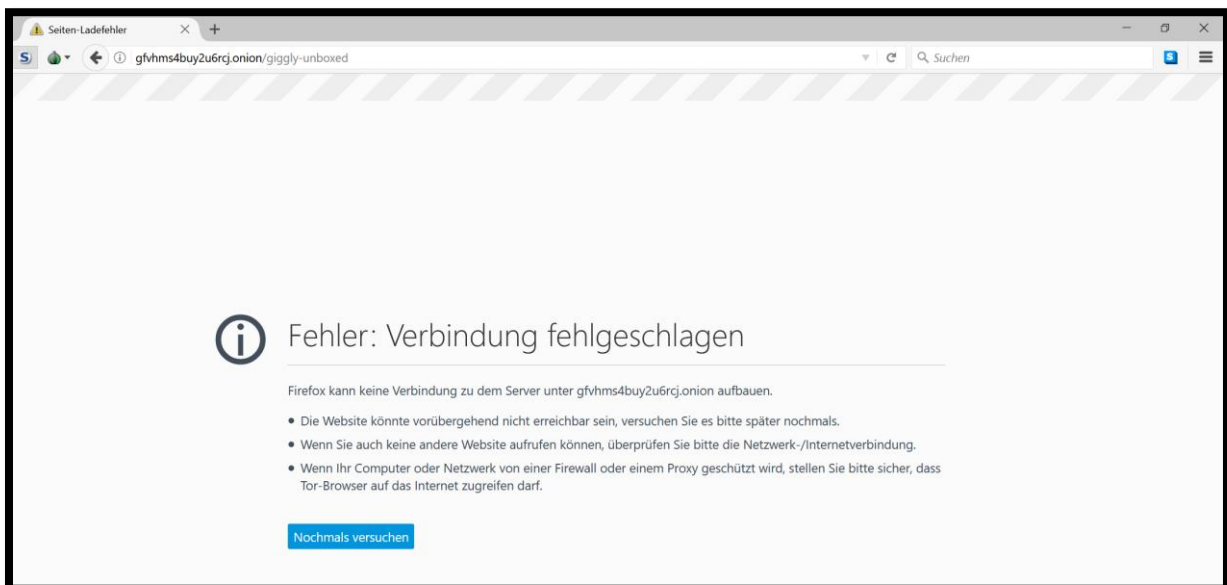 Seiten-Ladefehler
gfvhms4buy2u6rcj.onion/giggly-unboxed
Suchen
Fehler: Verbindung fehlgeschlagen
Firefox kann keine Verbindung zu dem Server unter gfvhms4buy2u6rcj.onion aufbauen.
• Die Website könnte vorübergehend nicht erreichbar sein, versuchen Sie es bitte später nochmals.
• Wenn Sie auch keine andere Website aufrufen können, überprüfen Sie bitte die Netzwerk-/Internetverbindung.
• Wenn Ihr Computer oder Netzwerk von einer Firewall oder einem Proxy geschützt wird, stellen Sie bitte sicher, dass
Tor-Browser auf das Internet zugreifen darf.
Nochmals versuchen